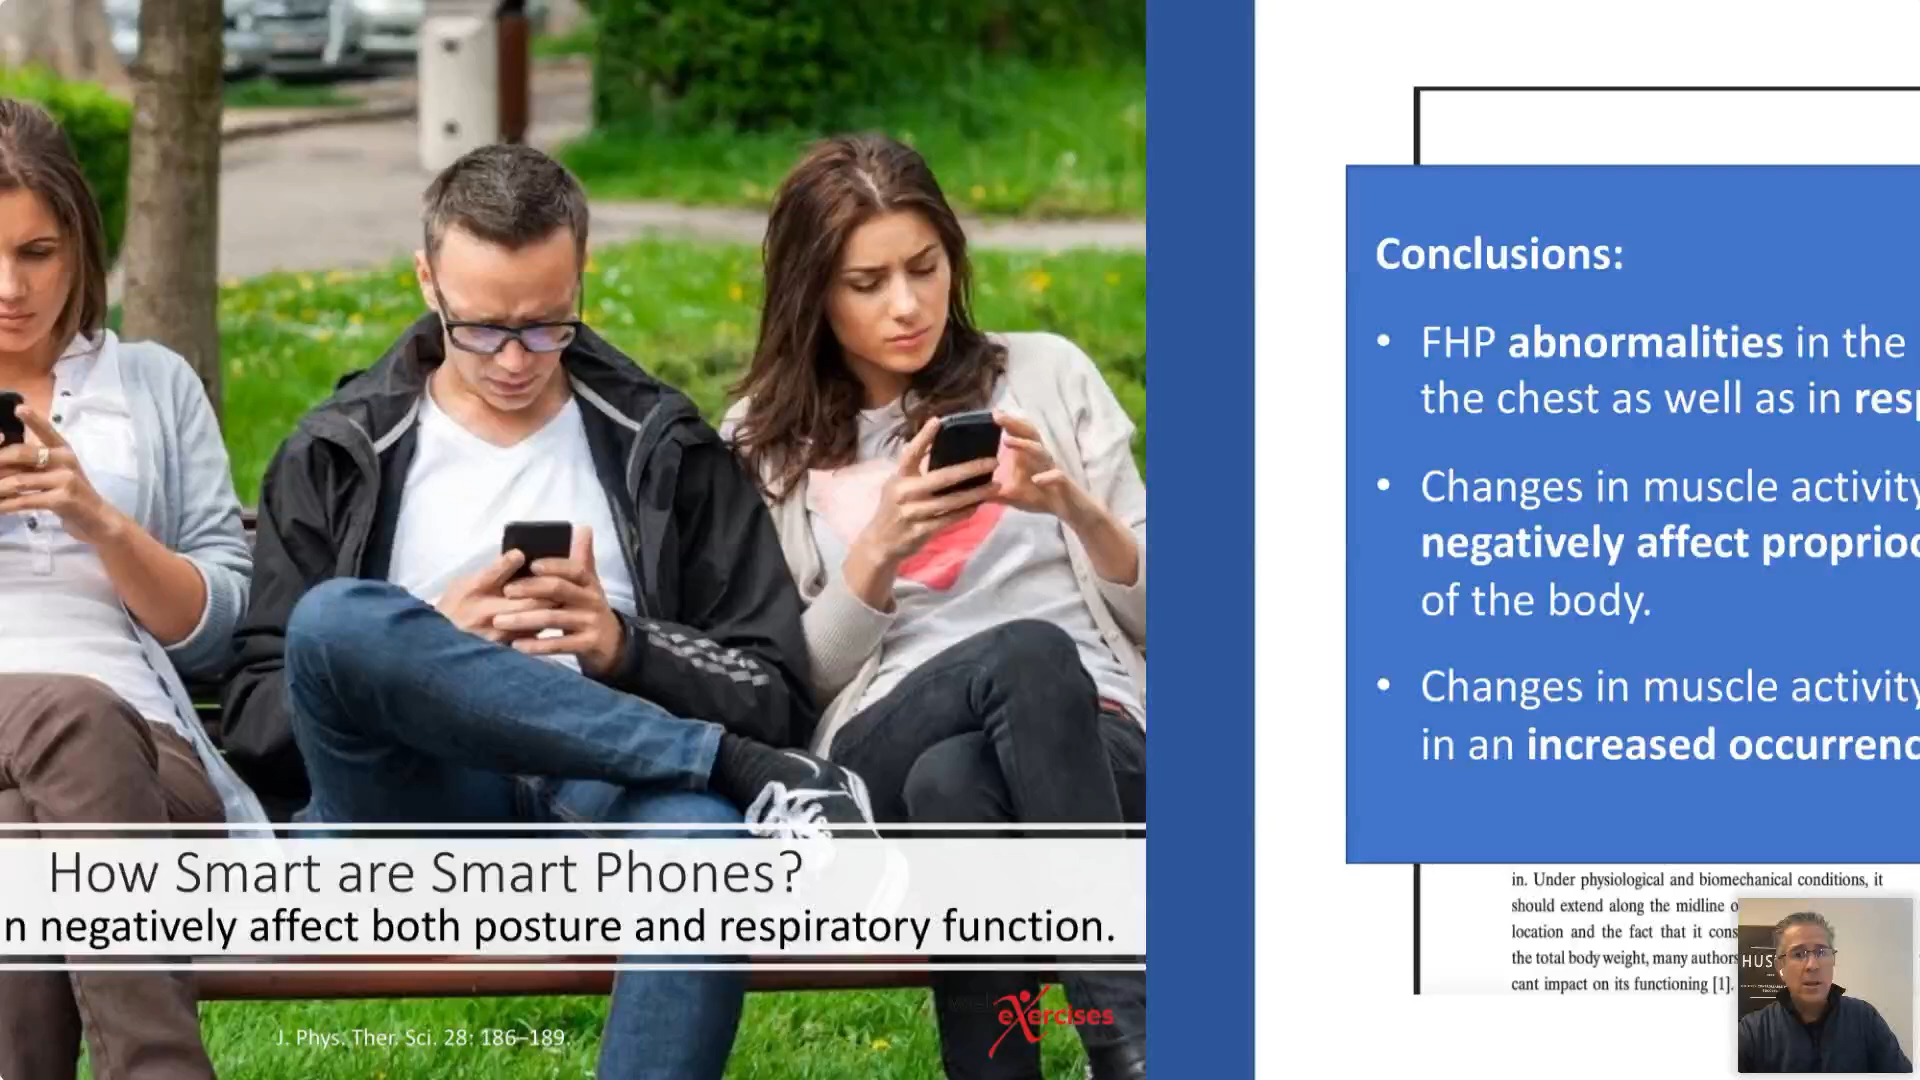 How Smart are Smart Phones?
n negatively affect both posture and respiratory function.
J. Phys. Ther. Sci. 28: 186–189.
eXercises
Conclusions:
• FHP abnormalities in the
the chest as well as in resp
• Changes in muscle activity
negatively affect proprioc
of the body.
• Changes in muscle activity
in an increased occurrenc
in. Under physiological and biomechanical conditions, it
should extend along the midline o
location and the fact that it cons
the total body weight, many authors
cant impact on its functioning [1].
HUS